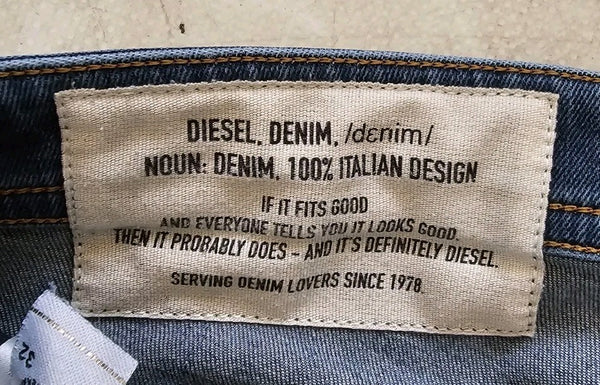 DIESEL, DENIM, /dɛnim/
NOUN: DENIM, 100% ITALIAN DESIGN
IF IT FITS GOOD
AND EVERYONE TELLS YOU IT LOOKS GOOD.
THEN IT PROBABLY DOES - AND IT'S DEFINITELY DIESEL.
SERVING DENIM LOVERS SINCE 1978.
32